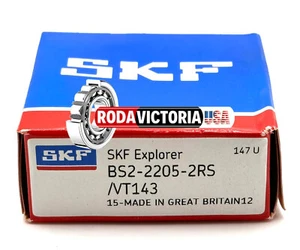 SKF
RODAVICTORIA USA
SKF
SKF Explorer
147 U
BS2-2205-2RS
/VT143
15-MADE IN GREAT BRITAIN12